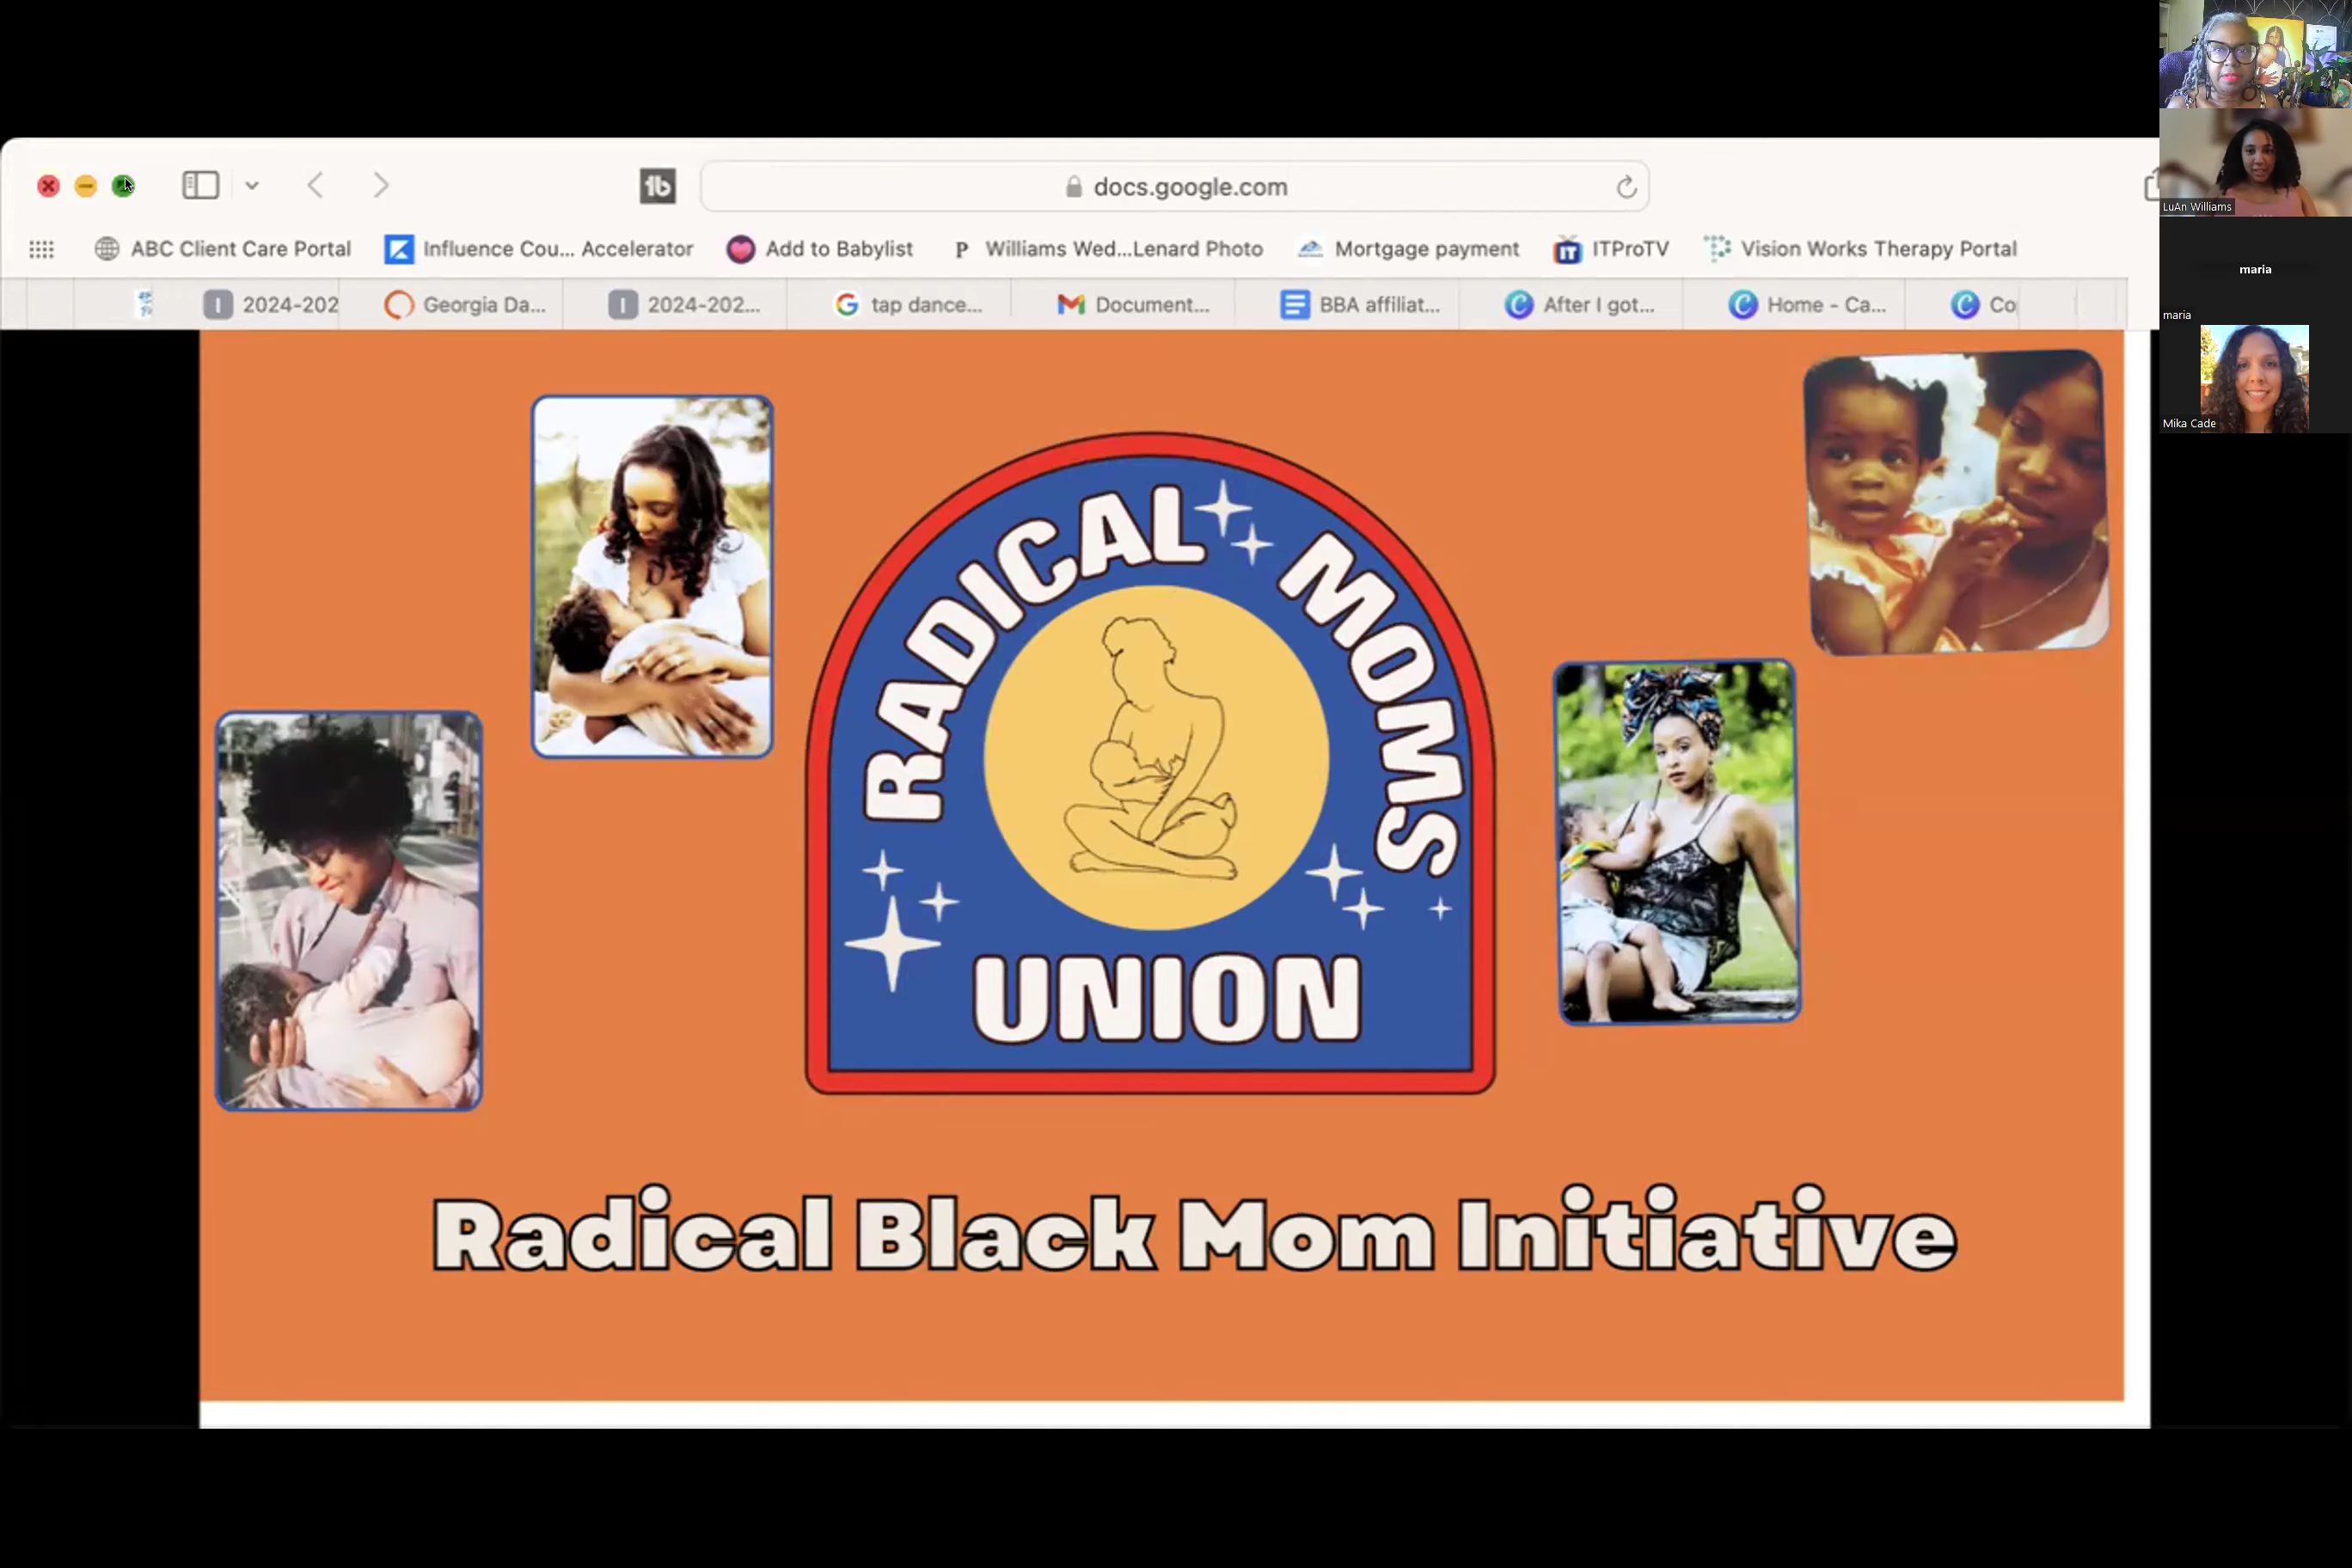 docs.google.com
ABC Client Care Portal
Influence Cou... Accelerator
Add to Babylist
Williams Wed...Lenard Photo
Mortgage payment
ITProTV
Vision Works Therapy Portal
2024-202
Georgia Da...
2024-202...
tap dance...
Document...
BBA affiliat...
After I got...
Home - Ca...
Co
RADICAL MOMS
UNION
Radical Black Mom Initiative
LuAn Williams
maria
maria
Mika Cade